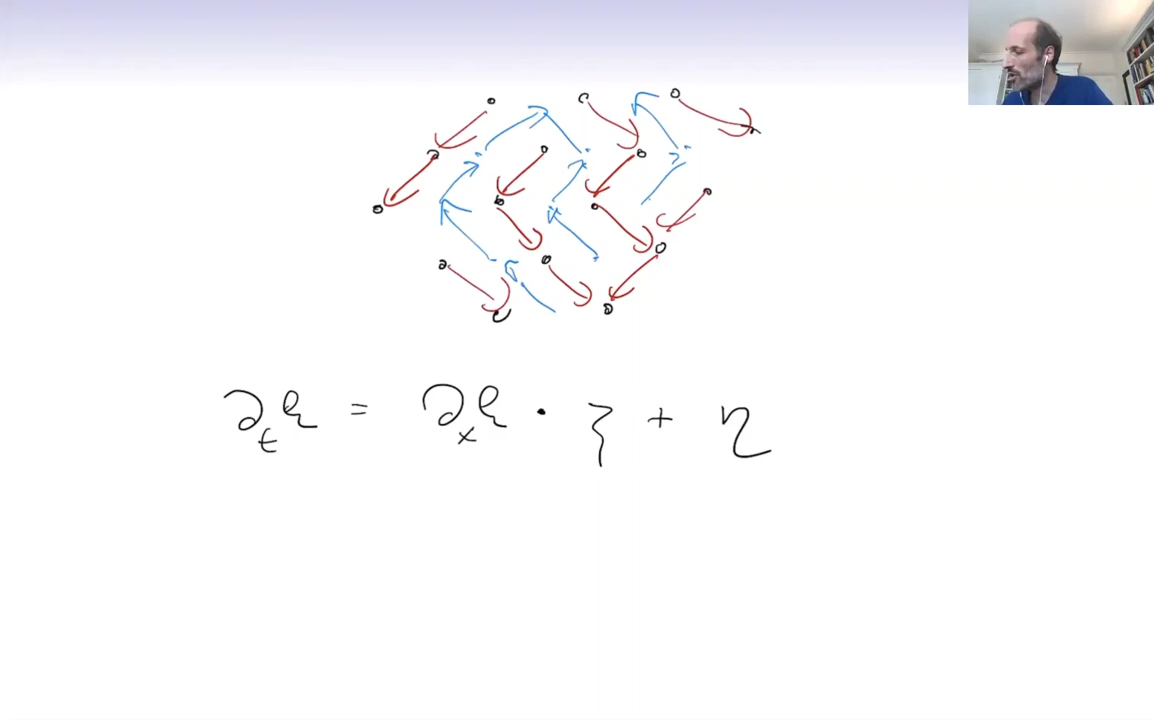 ∂ₜh = ∂ₓh · ξ + η